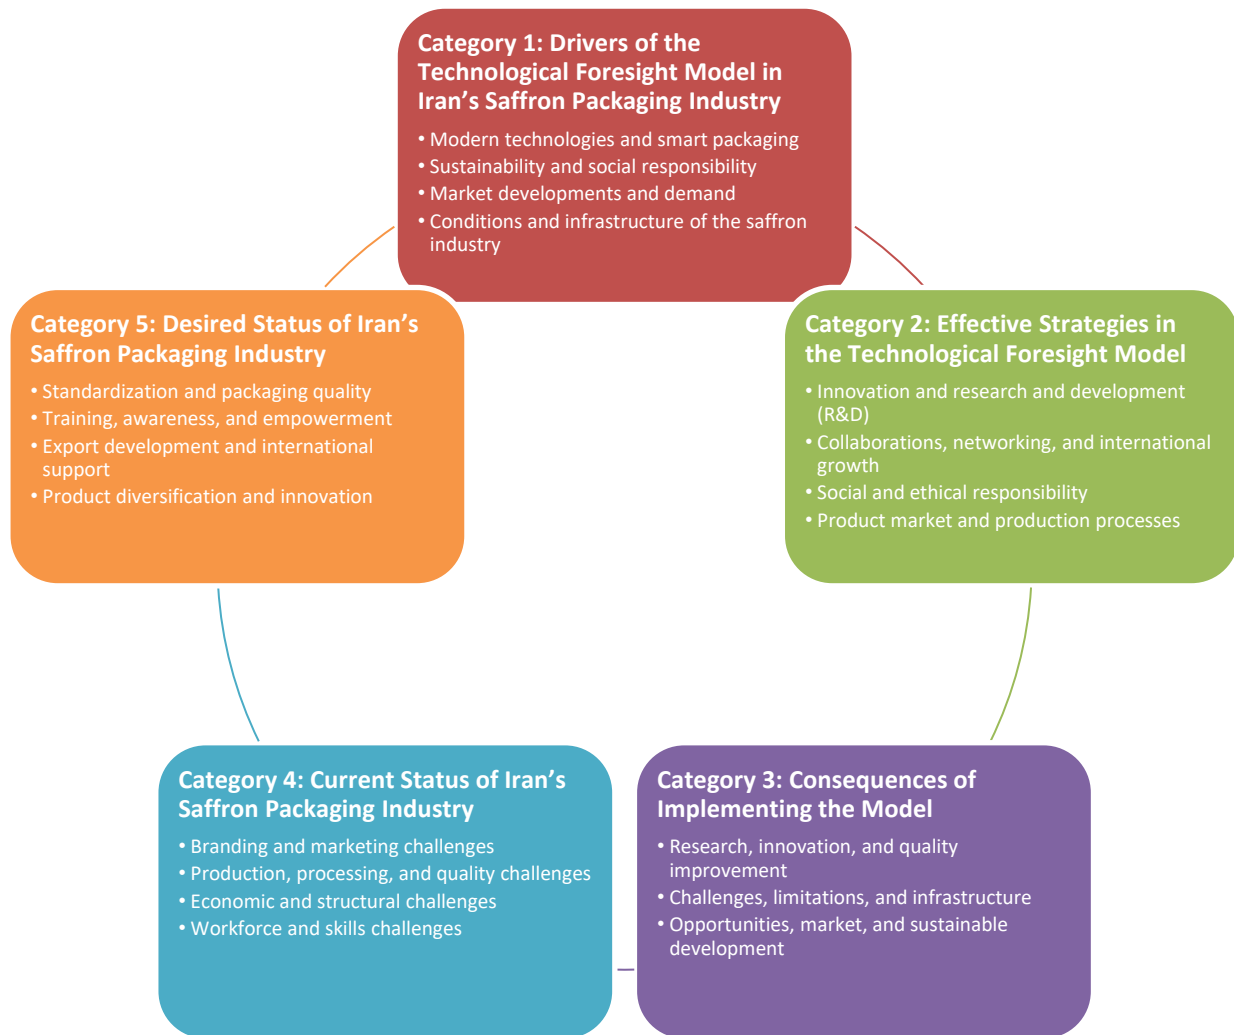 Category 1: Drivers of the
Technological Foresight Model in
Iran’s Saffron Packaging Industry
• Modern technologies and smart packaging
• Sustainability and social responsibility
• Market developments and demand
• Conditions and infrastructure of the saffron
industry
Category 2: Effective Strategies in
the Technological Foresight Model
• Innovation and research and development
(R&D)
• Collaborations, networking, and international
growth
• Social and ethical responsibility
• Product market and production processes
Category 3: Consequences of
Implementing the Model
• Research, innovation, and quality
improvement
• Challenges, limitations, and infrastructure
• Opportunities, market, and sustainable
development
Category 4: Current Status of Iran’s
Saffron Packaging Industry
• Branding and marketing challenges
• Production, processing, and quality challenges
• Economic and structural challenges
• Workforce and skills challenges
Category 5: Desired Status of Iran’s
Saffron Packaging Industry
• Standardization and packaging quality
• Training, awareness, and empowerment
• Export development and international
support
• Product diversification and innovation